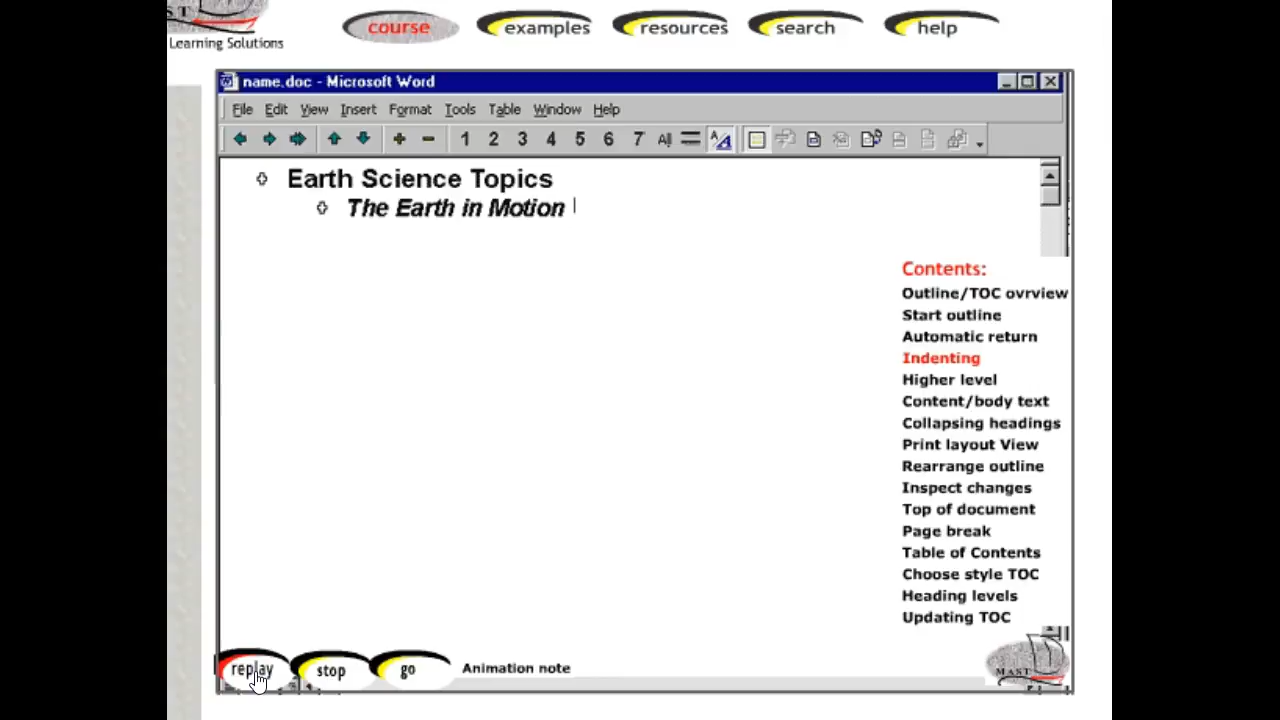 ST
Learning Solutions
course
examples
resources
search
help
name.doc - Microsoft Word
File Edit View Insert Format Tools Table Window Help
1 2 3 4 5 6 7 All
Earth Science Topics
The Earth in Motion
Contents:
Outline/TOC ovrview
Start outline
Automatic return
Indenting
Higher level
Content/body text
Collapsing headings
Print layout View
Rearrange outline
Inspect changes
Top of document
Page break
Table of Contents
Choose style TOC
Heading levels
Updating TOC
replay
stop
go
Animation note
MAST